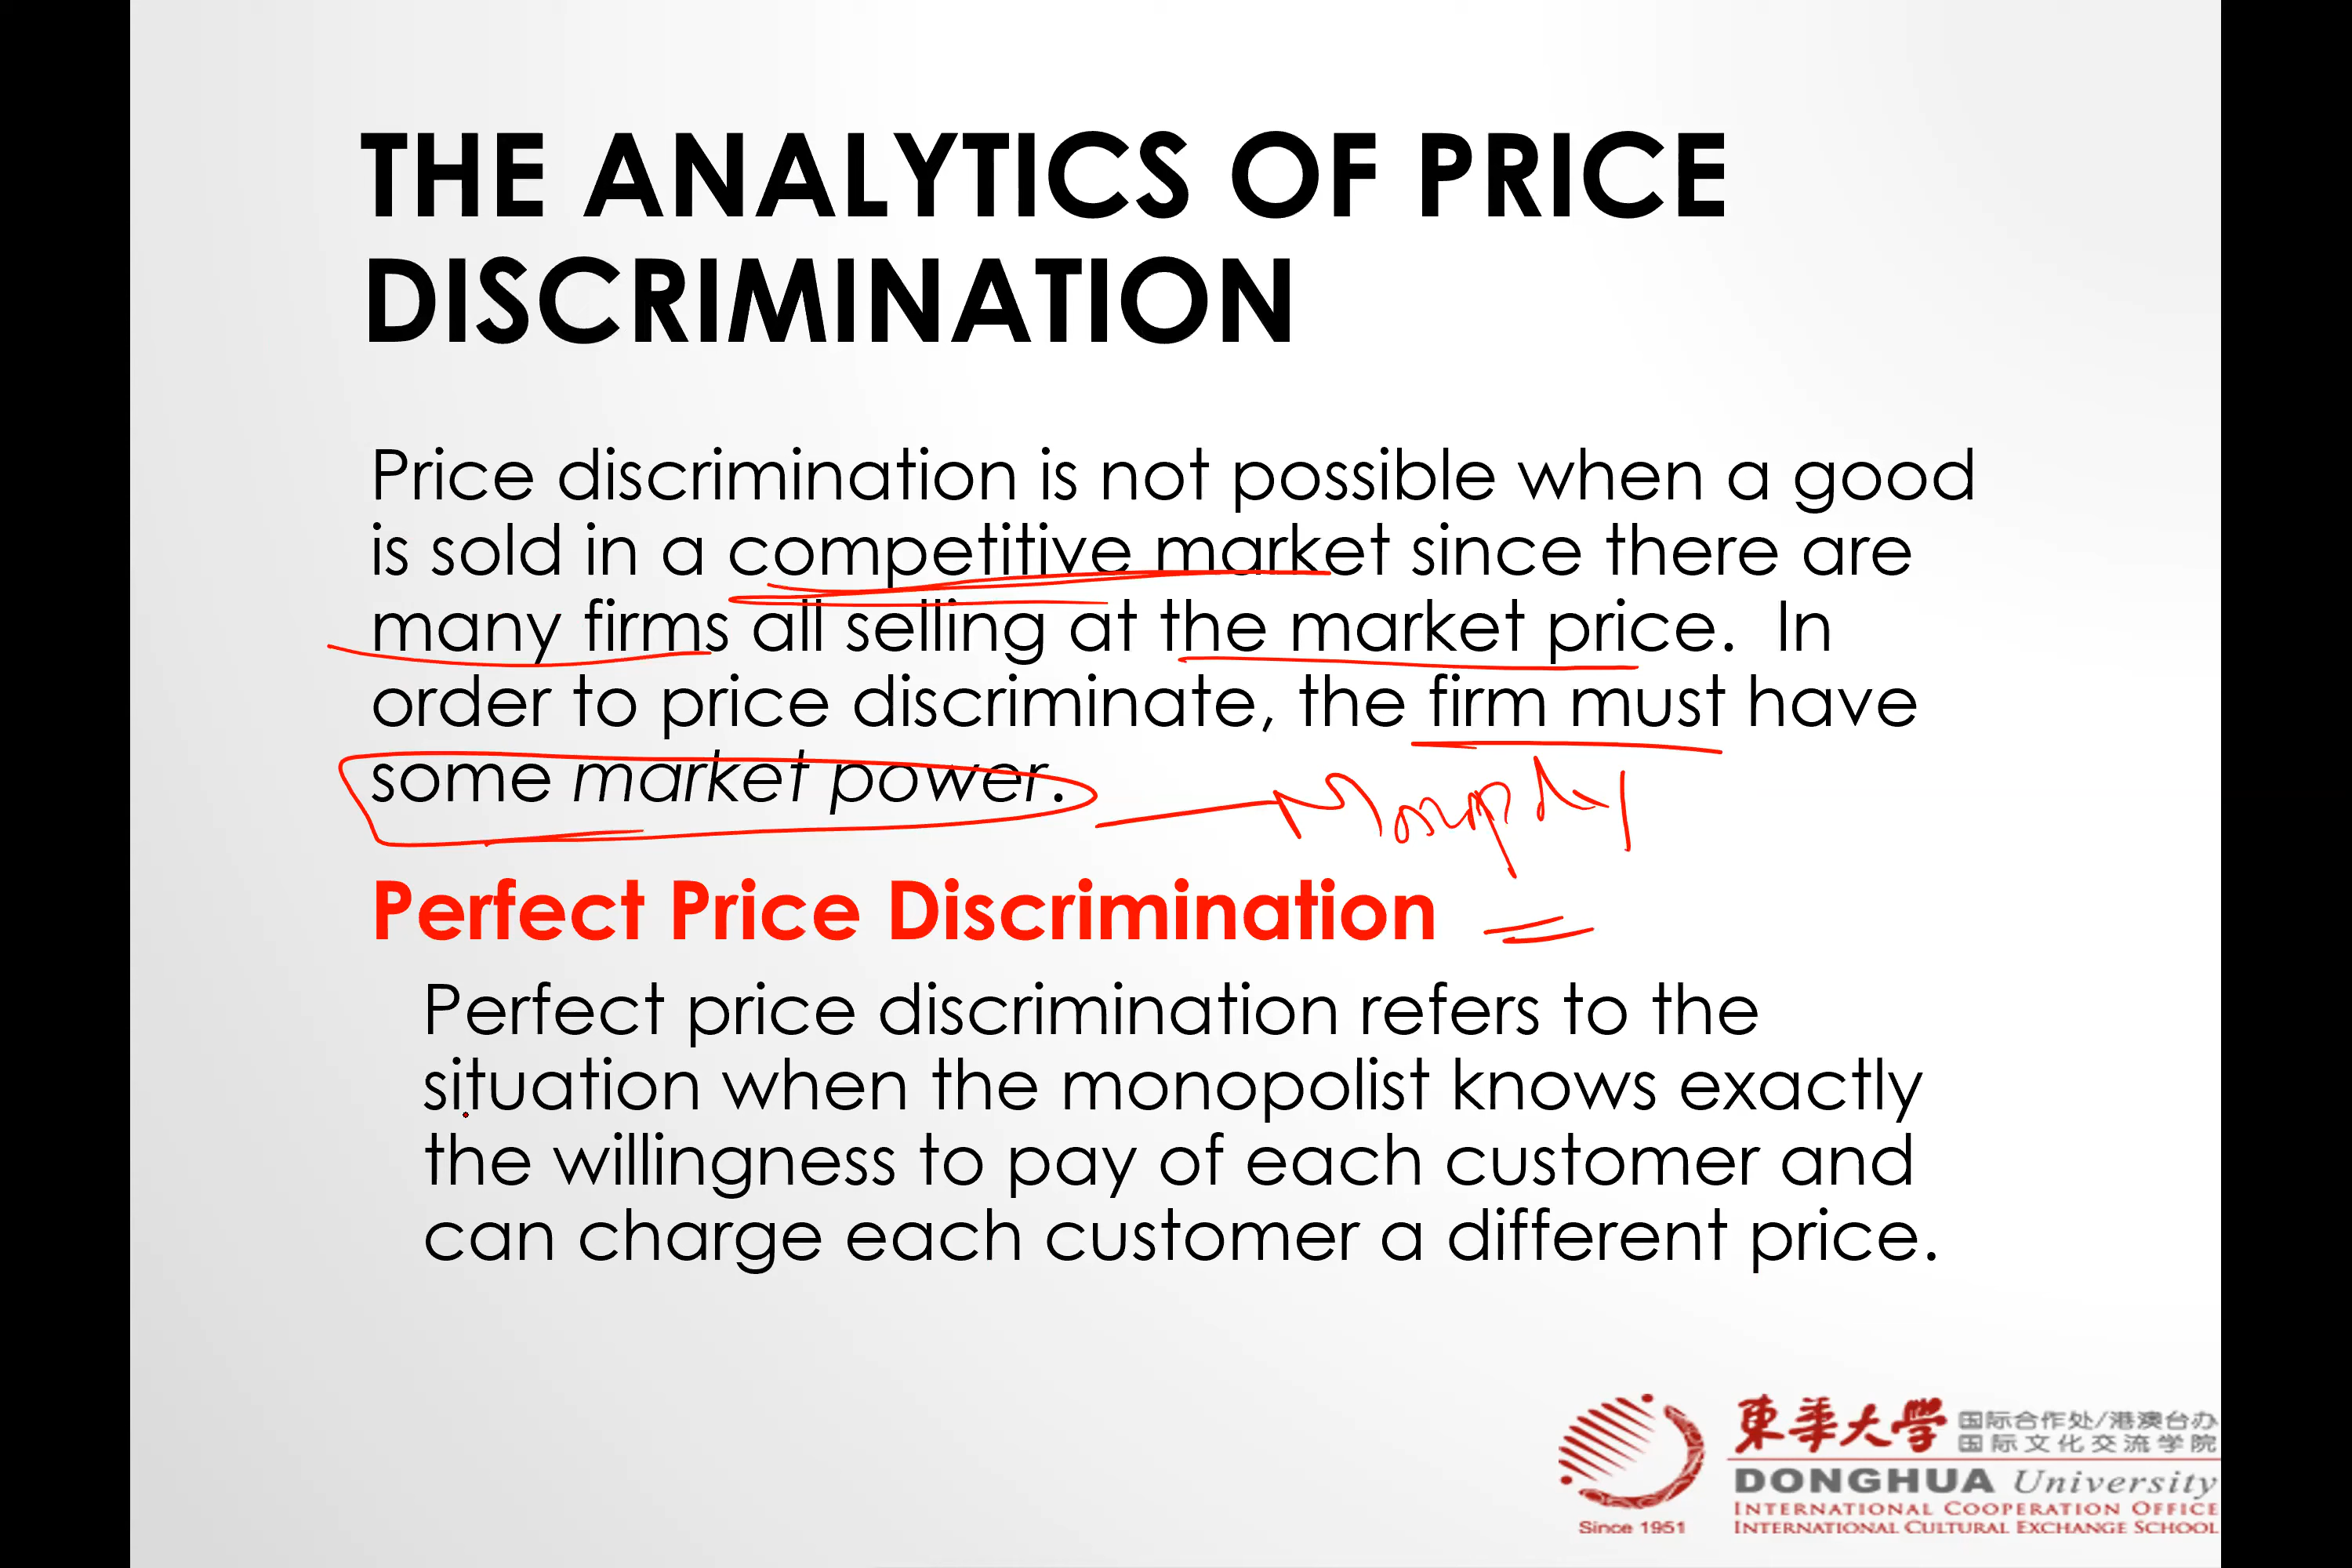 THE ANALYTICS OF PRICE
DISCRIMINATION
Price discrimination is not possible when a good
is sold in a competitive market since there are
many firms all selling at the market price. In
order to price discriminate, the firm must have
some market power.
Monopoly
Perfect Price Discrimination
Perfect price discrimination refers to the
situation when the monopolist knows exactly
the willingness to pay of each customer and
can charge each customer a different price.
Since 1951
東華大學
国际合作处/港澳台办
国际文化交流学院
DONGHUA University
INTERNATIONAL COOPERATION OFFICE
INTERNATIONAL CULTURAL EXCHANGE SCHOOL